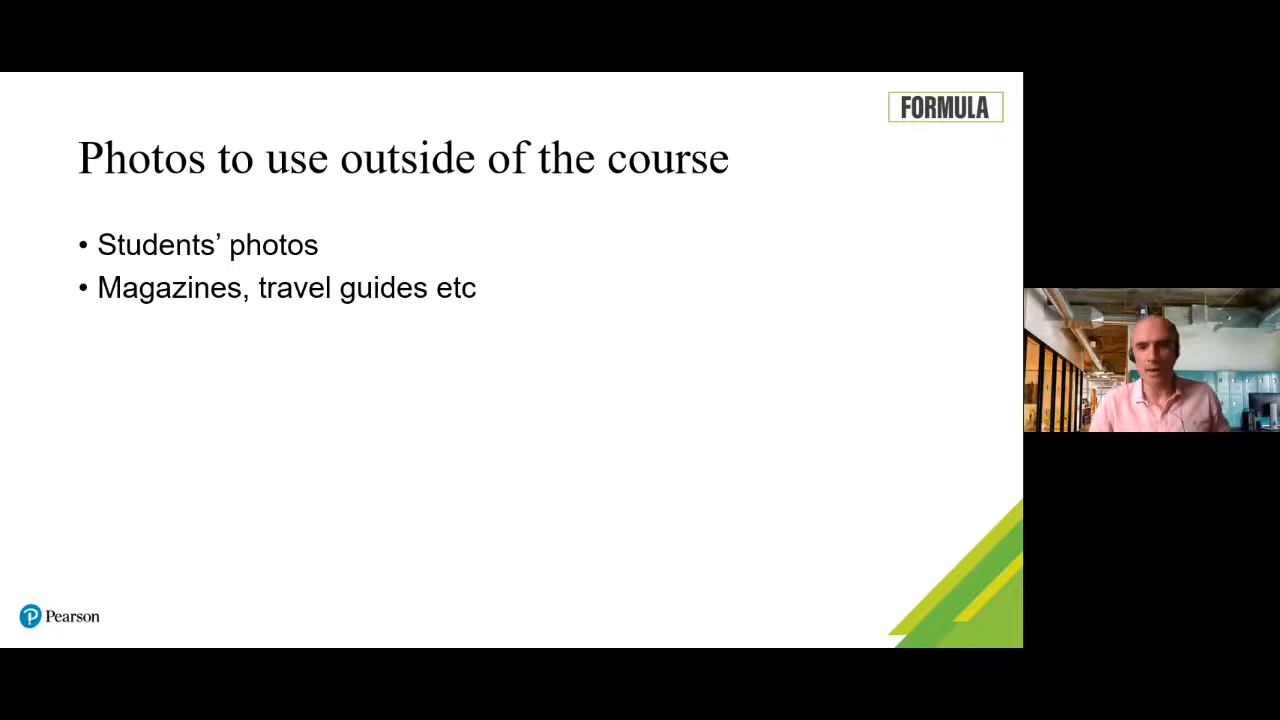 FORMULA
Photos to use outside of the course
• Students’ photos
• Magazines, travel guides etc
Pearson